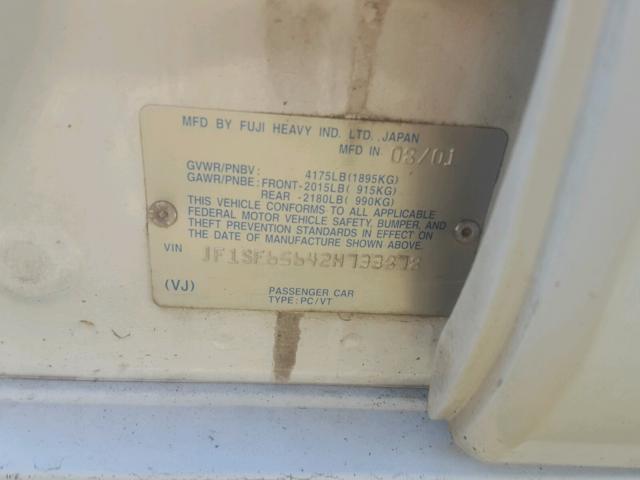 MFD BY FUJI HEAVY IND. LTD. JAPAN
MFD IN 08/01
GVWR/PNBV: 4175LB(1895KG)
GAWR/PNBE: FRONT-2015LB( 915KG)
REAR -2180LB( 990KG)
THIS VEHICLE CONFORMS TO ALL APPLICABLE
FEDERAL MOTOR VEHICLE SAFETY, BUMPER, AND
THEFT PREVENTION STANDARDS IN EFFECT ON
THE DATE OF MANUFACTURE SHOWN ABOVE.
VIN
(VJ)
PASSENGER CAR
TYPE: PC/VT